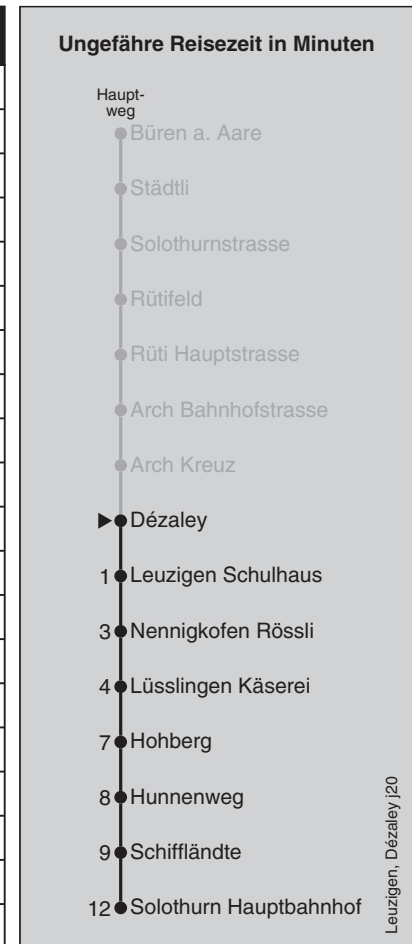 Ungefähre Reisezeit in Minuten
Haupt-
weg
Büren a. Aare
Städtli
Solothurnstrasse
Rütifeld
Rüti Hauptstrasse
Arch Bahnhofstrasse
Arch Kreuz
Dézaley
1 Leuzigen Schulhaus
3 Nennigkofen Rössli
4 Lüsslingen Käserei
7 Hohberg
8 Hunnenweg
9 Schiffländte
12 Solothurn Hauptbahnhof
Leuzigen, Dézaley j20